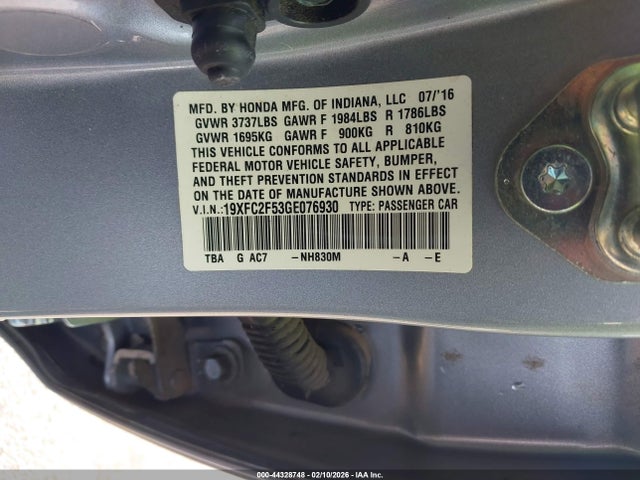 MFD. BY HONDA MFG. OF INDIANA, LLC 07/'16
GVWR 3737LBS GAWR F 1984LBS R 1786LBS
GVWR 1695KG GAWR F 900KG R 810KG
THIS VEHICLE CONFORMS TO ALL APPLICABLE
FEDERAL MOTOR VEHICLE SAFETY, BUMPER,
AND THEFT PREVENTION STANDARDS IN EFFECT
ON THE DATE OF MANUFACTURE SHOWN ABOVE.
V.I.N.:19XFC2F53GE076930 TYPE: PASSENGER CAR
TBA G AC7 -NH830M -A -E
000-44328748 - 02/10/2026 - IAA Inc.